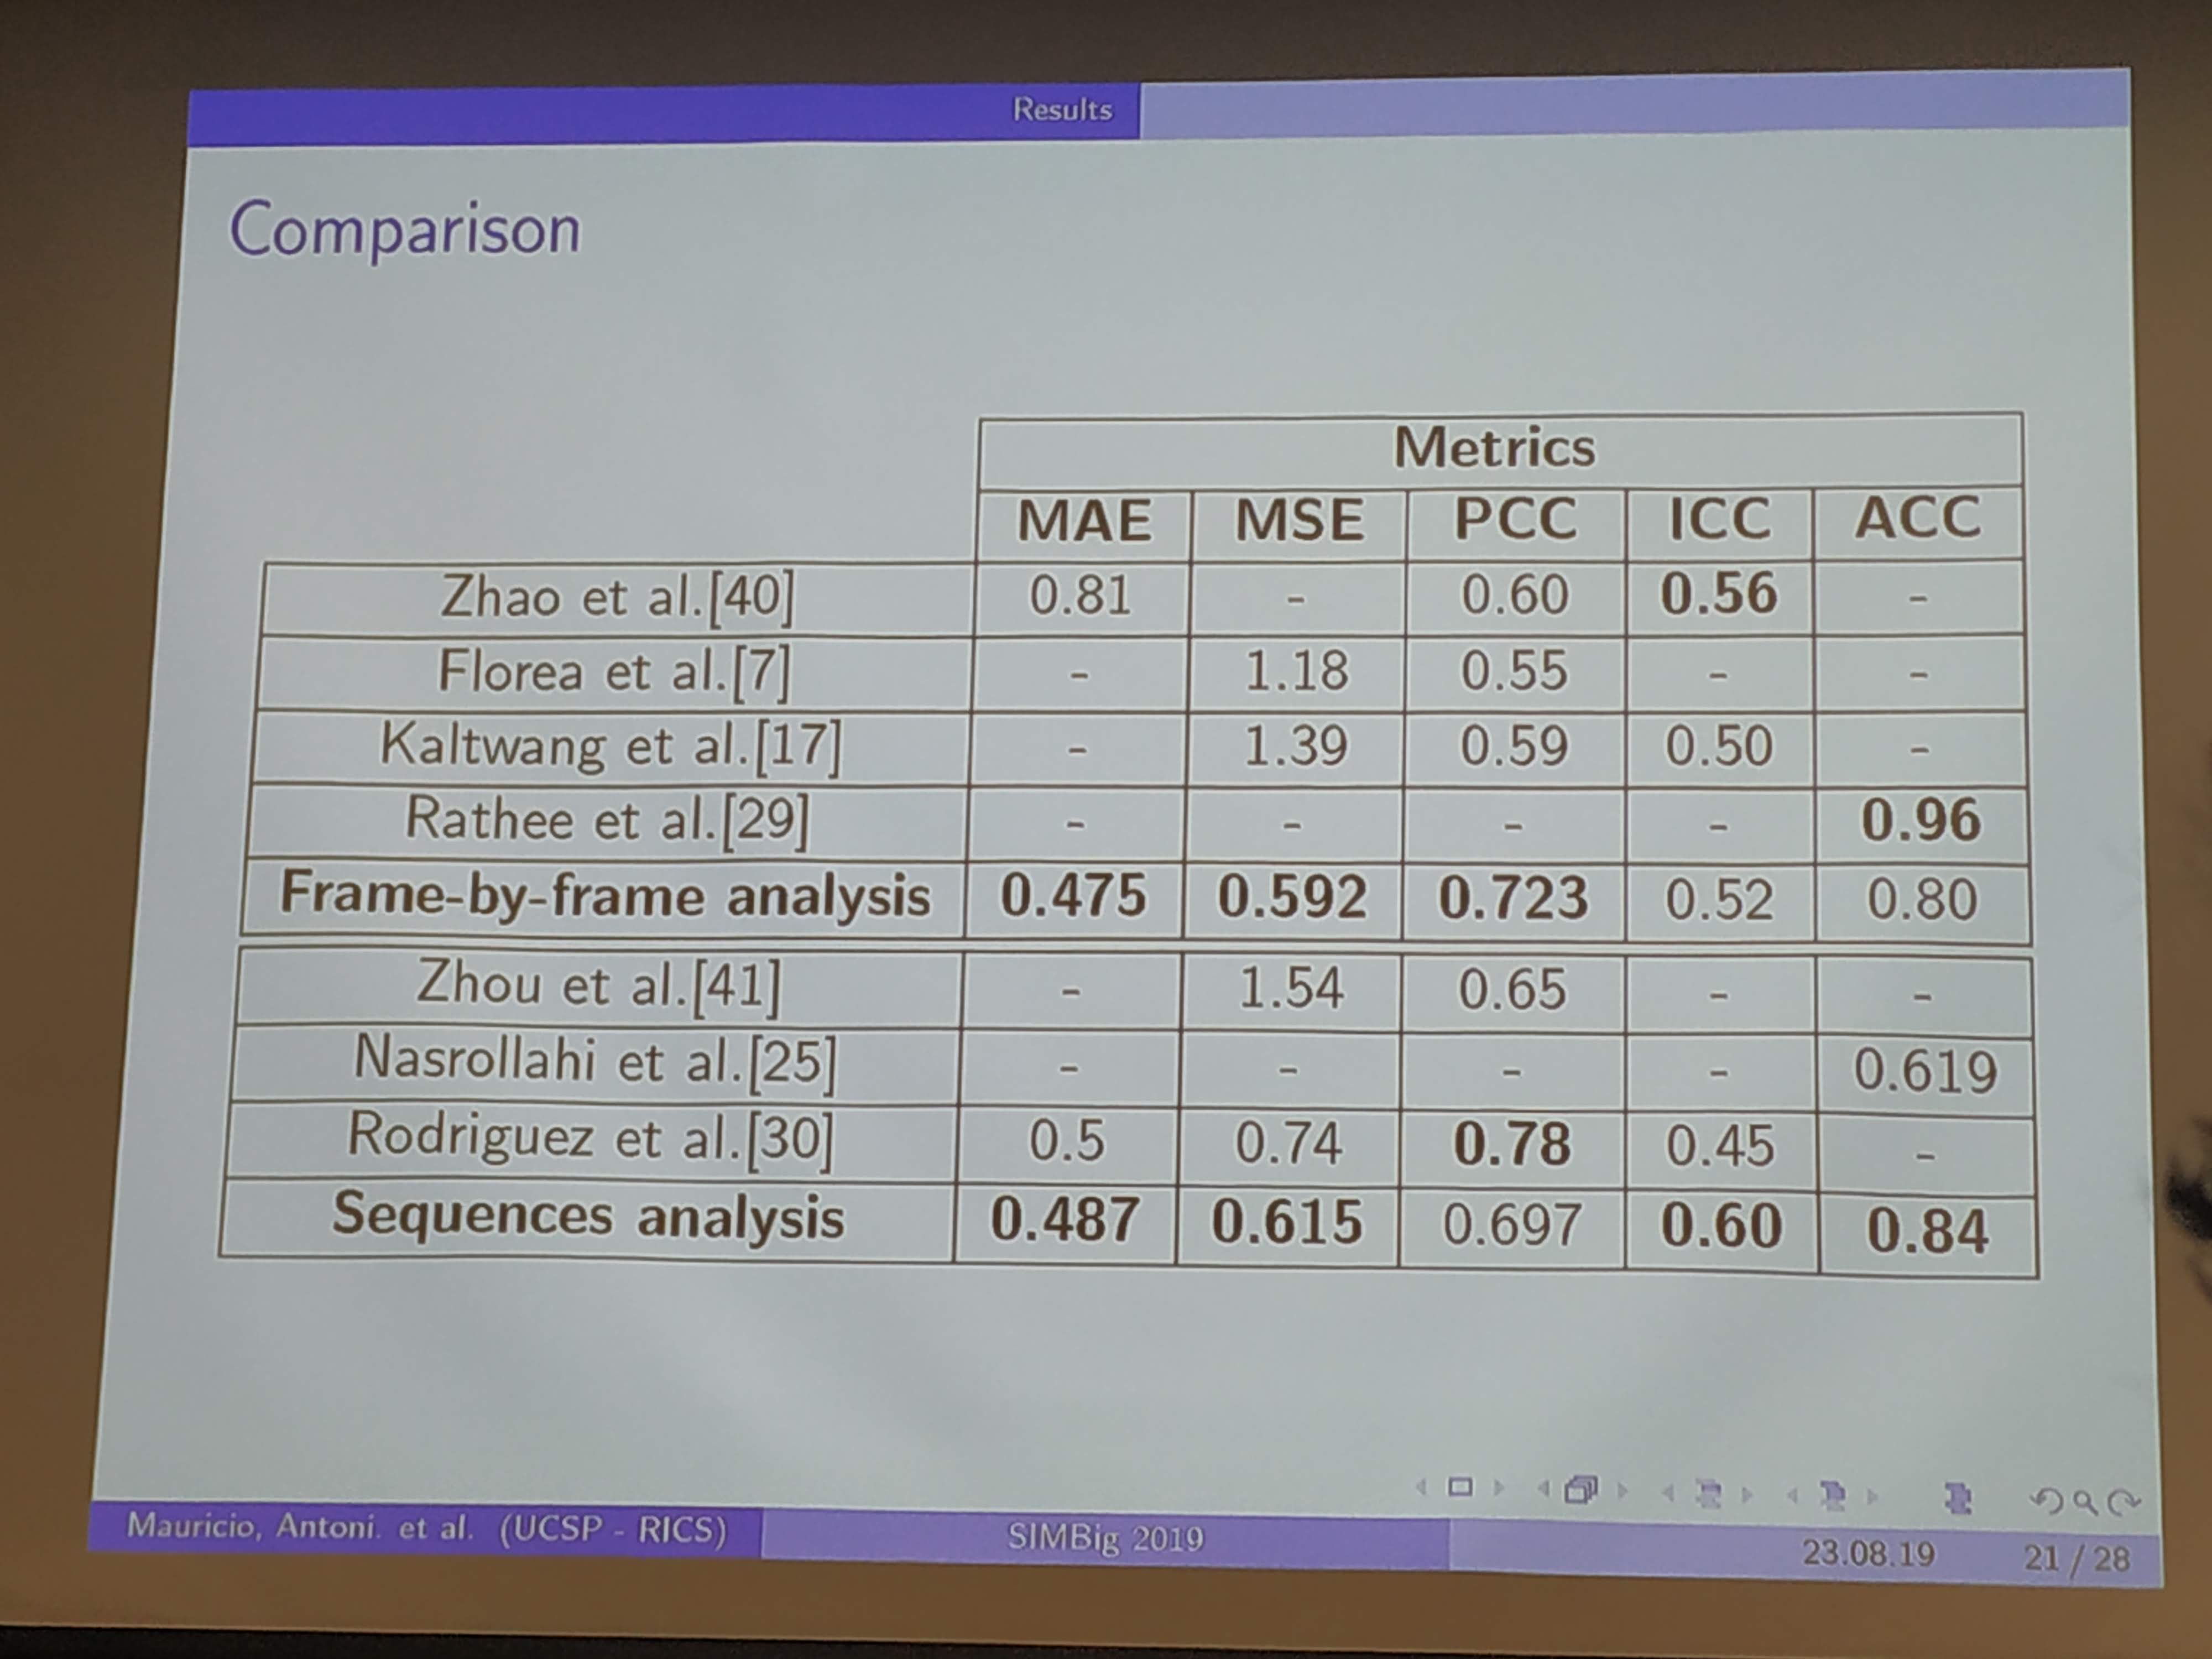 Results
Comparison
Metrics
MAE MSE PCC ICC ACC
Zhao et al.[40] 0.81 - 0.60 0.56 -
Florea et al.[7] - 1.18 0.55 - -
Kaltwang et al.[17] - 1.39 0.59 0.50 -
Rathee et al.[29] - - - - 0.96
Frame-by-frame analysis 0.475 0.592 0.723 0.52 0.80
Zhou et al.[41] - 1.54 0.65 - -
Nasrollahi et al.[25] - - - - 0.619
Rodriguez et al.[30] 0.5 0.74 0.78 0.45 -
Sequences analysis 0.487 0.615 0.697 0.60 0.84
Mauricio, Antoni. et al. (UCSP - RICS) SIMBig 2019 23.08.19 21 / 28